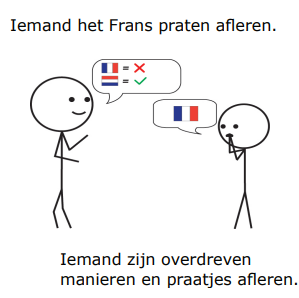 Iemand het Frans praten afleren.
=
=
Iemand zijn overdreven
manieren en praatjes afleren.